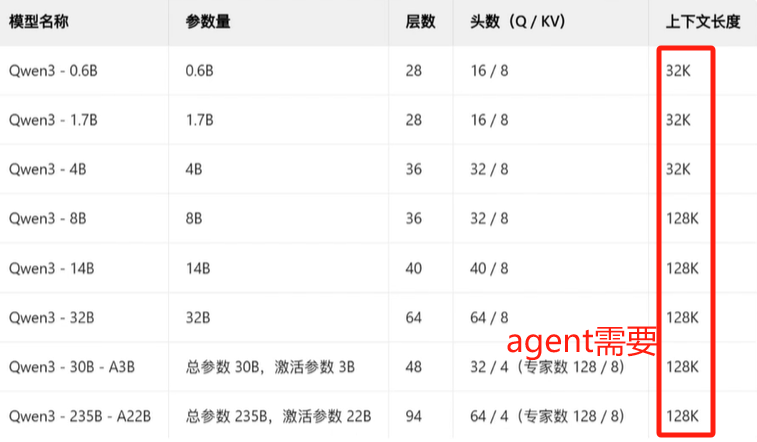 模型名称 参数量 层数 头数（Q / KV） 上下文长度
Qwen3 - 0.6B 0.6B 28 16 / 8 32K
Qwen3 - 1.7B 1.7B 28 16 / 8 32K
Qwen3 - 4B 4B 36 32 / 8 32K
Qwen3 - 8B 8B 36 32 / 8 128K
Qwen3 - 14B 14B 40 40 / 8 128K
Qwen3 - 32B 32B 64 64 / 8 128K
agent需要
Qwen3 - 30B - A3B 总参数 30B，激活参数 3B 48 32 / 4（专家数 128 / 8） 128K
Qwen3 - 235B - A22B 总参数 235B，激活参数 22B 94 64 / 4（专家数 128 / 8） 128K